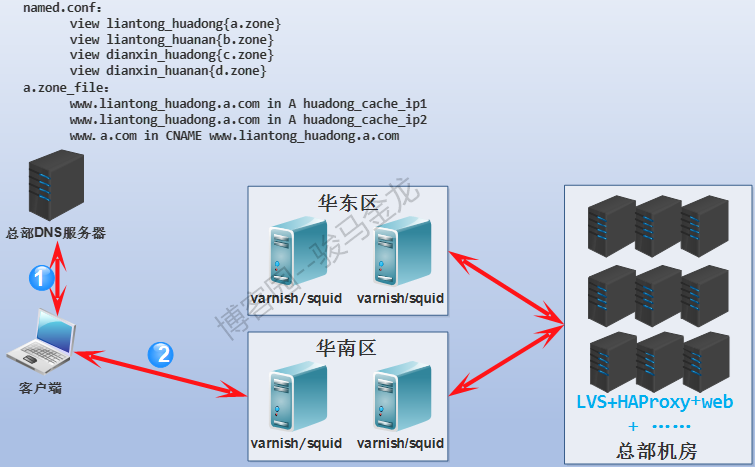 named.conf:
view liantong_huadong{a.zone}
view liantong_huanan{b.zone}
view dianxin_huadong{c.zone}
view dianxin_huanan{d.zone}
a.zone_file:
www.liantong_huadong.a.com in A huadong_cache_ip1
www.liantong_huadong.a.com in A huadong_cache_ip2
www.a.com in CNAME www.liantong_huadong.a.com
总部DNS服务器
1
客户端
2
华东区
varnish/squid
varnish/squid
华南区
varnish/squid
varnish/squid
LVS+HAProxy+web
+ ……
总部机房
博客园--骏马金龙